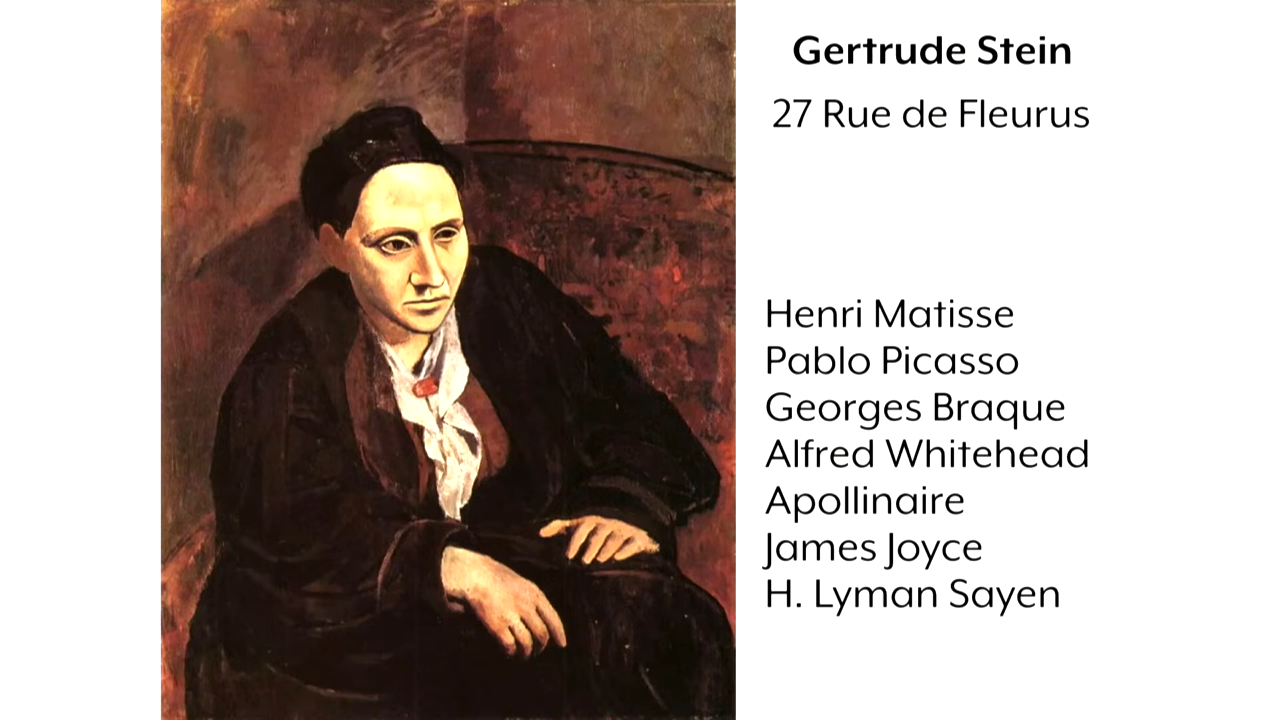 Gertrude Stein
27 Rue de Fleurus
Henri Matisse
Pablo Picasso
Georges Braque
Alfred Whitehead
Apollinaire
James Joyce
H. Lyman Sayen